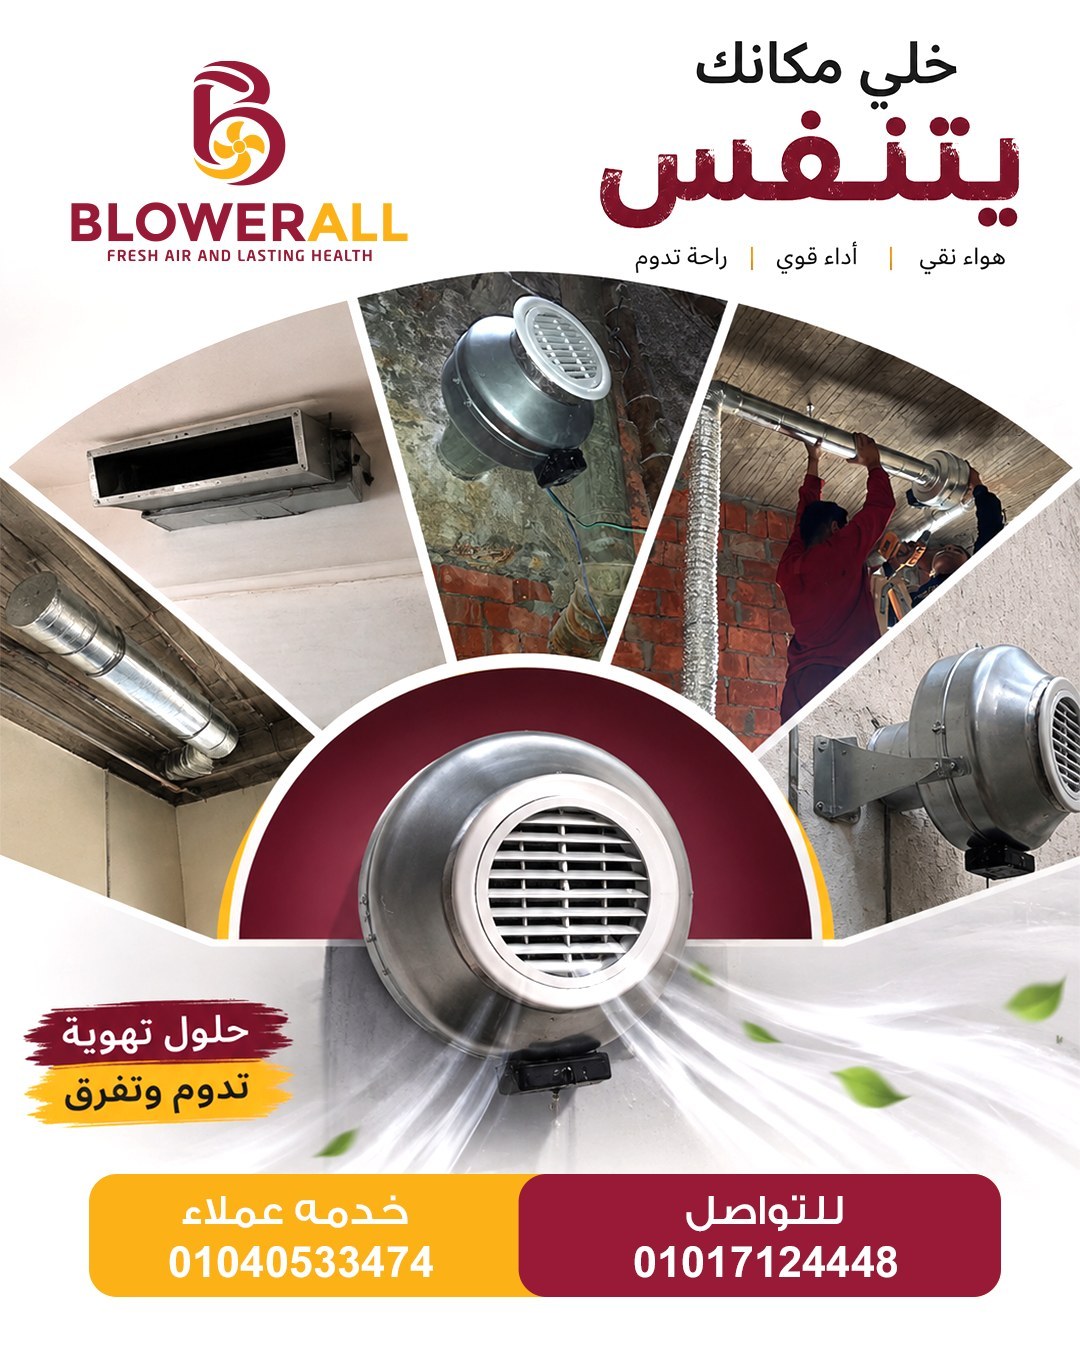 BLOWERALL
FRESH AIR AND LASTING HEALTH
خلي مكانك
يتنفس
هواء نقي | أداء قوي | راحة تدوم
حلول تهوية
تدوم وتفرق
للتواصل
01017124448
خدمه عملاء
01040533474